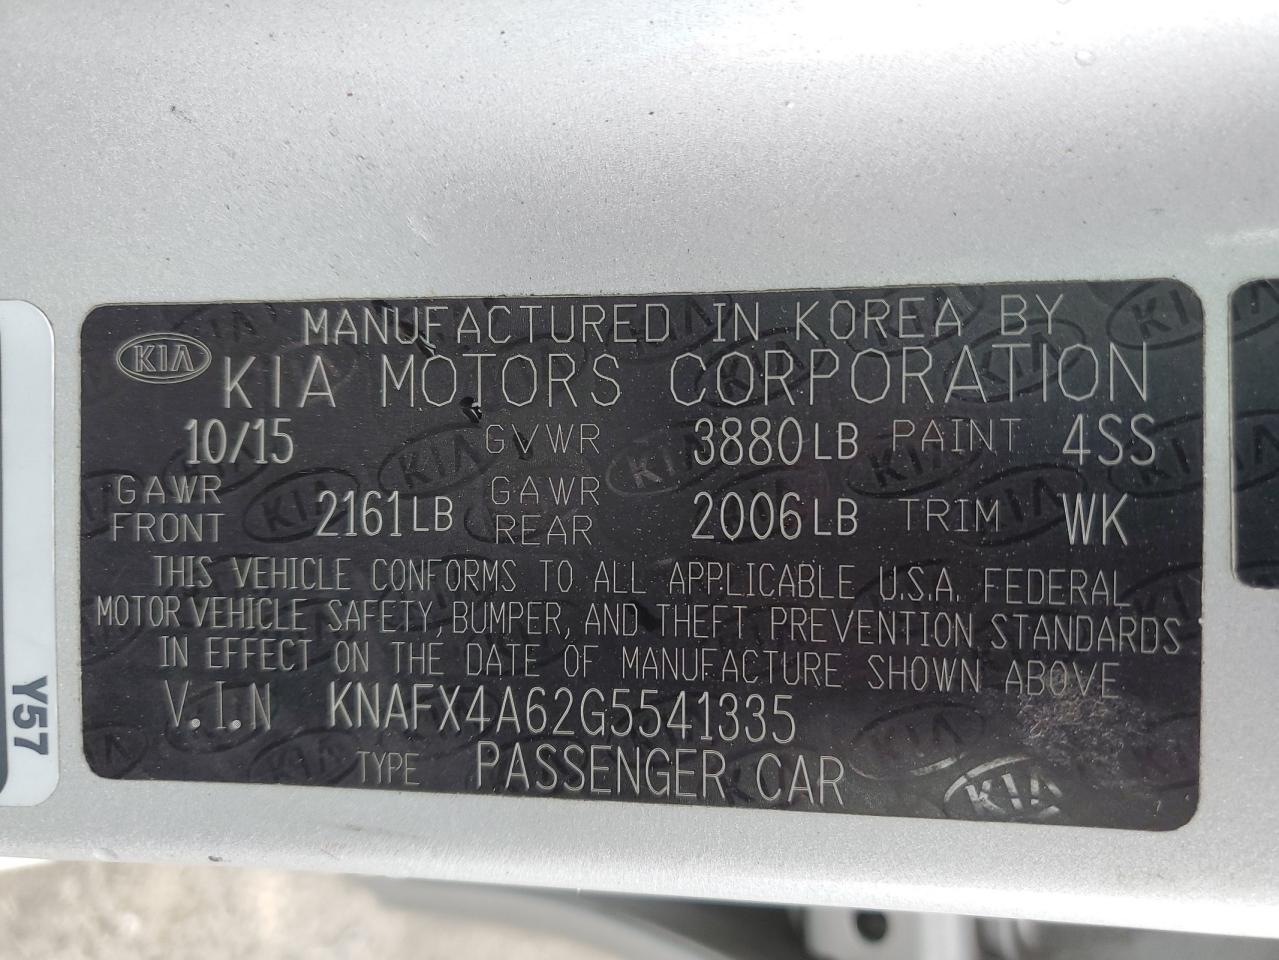 MANUFACTURED IN KOREA BY
KIA
KIA MOTORS CORPORATION
10/15 GVWR 3880LB PAINT 4SS
GAWR FRONT 2161LB GAWR REAR 2006LB TRIM WK
THIS VEHICLE CONFORMS TO ALL APPLICABLE U.S.A. FEDERAL
MOTOR VEHICLE SAFETY, BUMPER, AND THEFT PREVENTION STANDARDS
IN EFFECT ON THE DATE OF MANUFACTURE SHOWN ABOVE
V.I.N KNAFX4A62G5541335
TYPE PASSENGER CAR
KIA
Y57